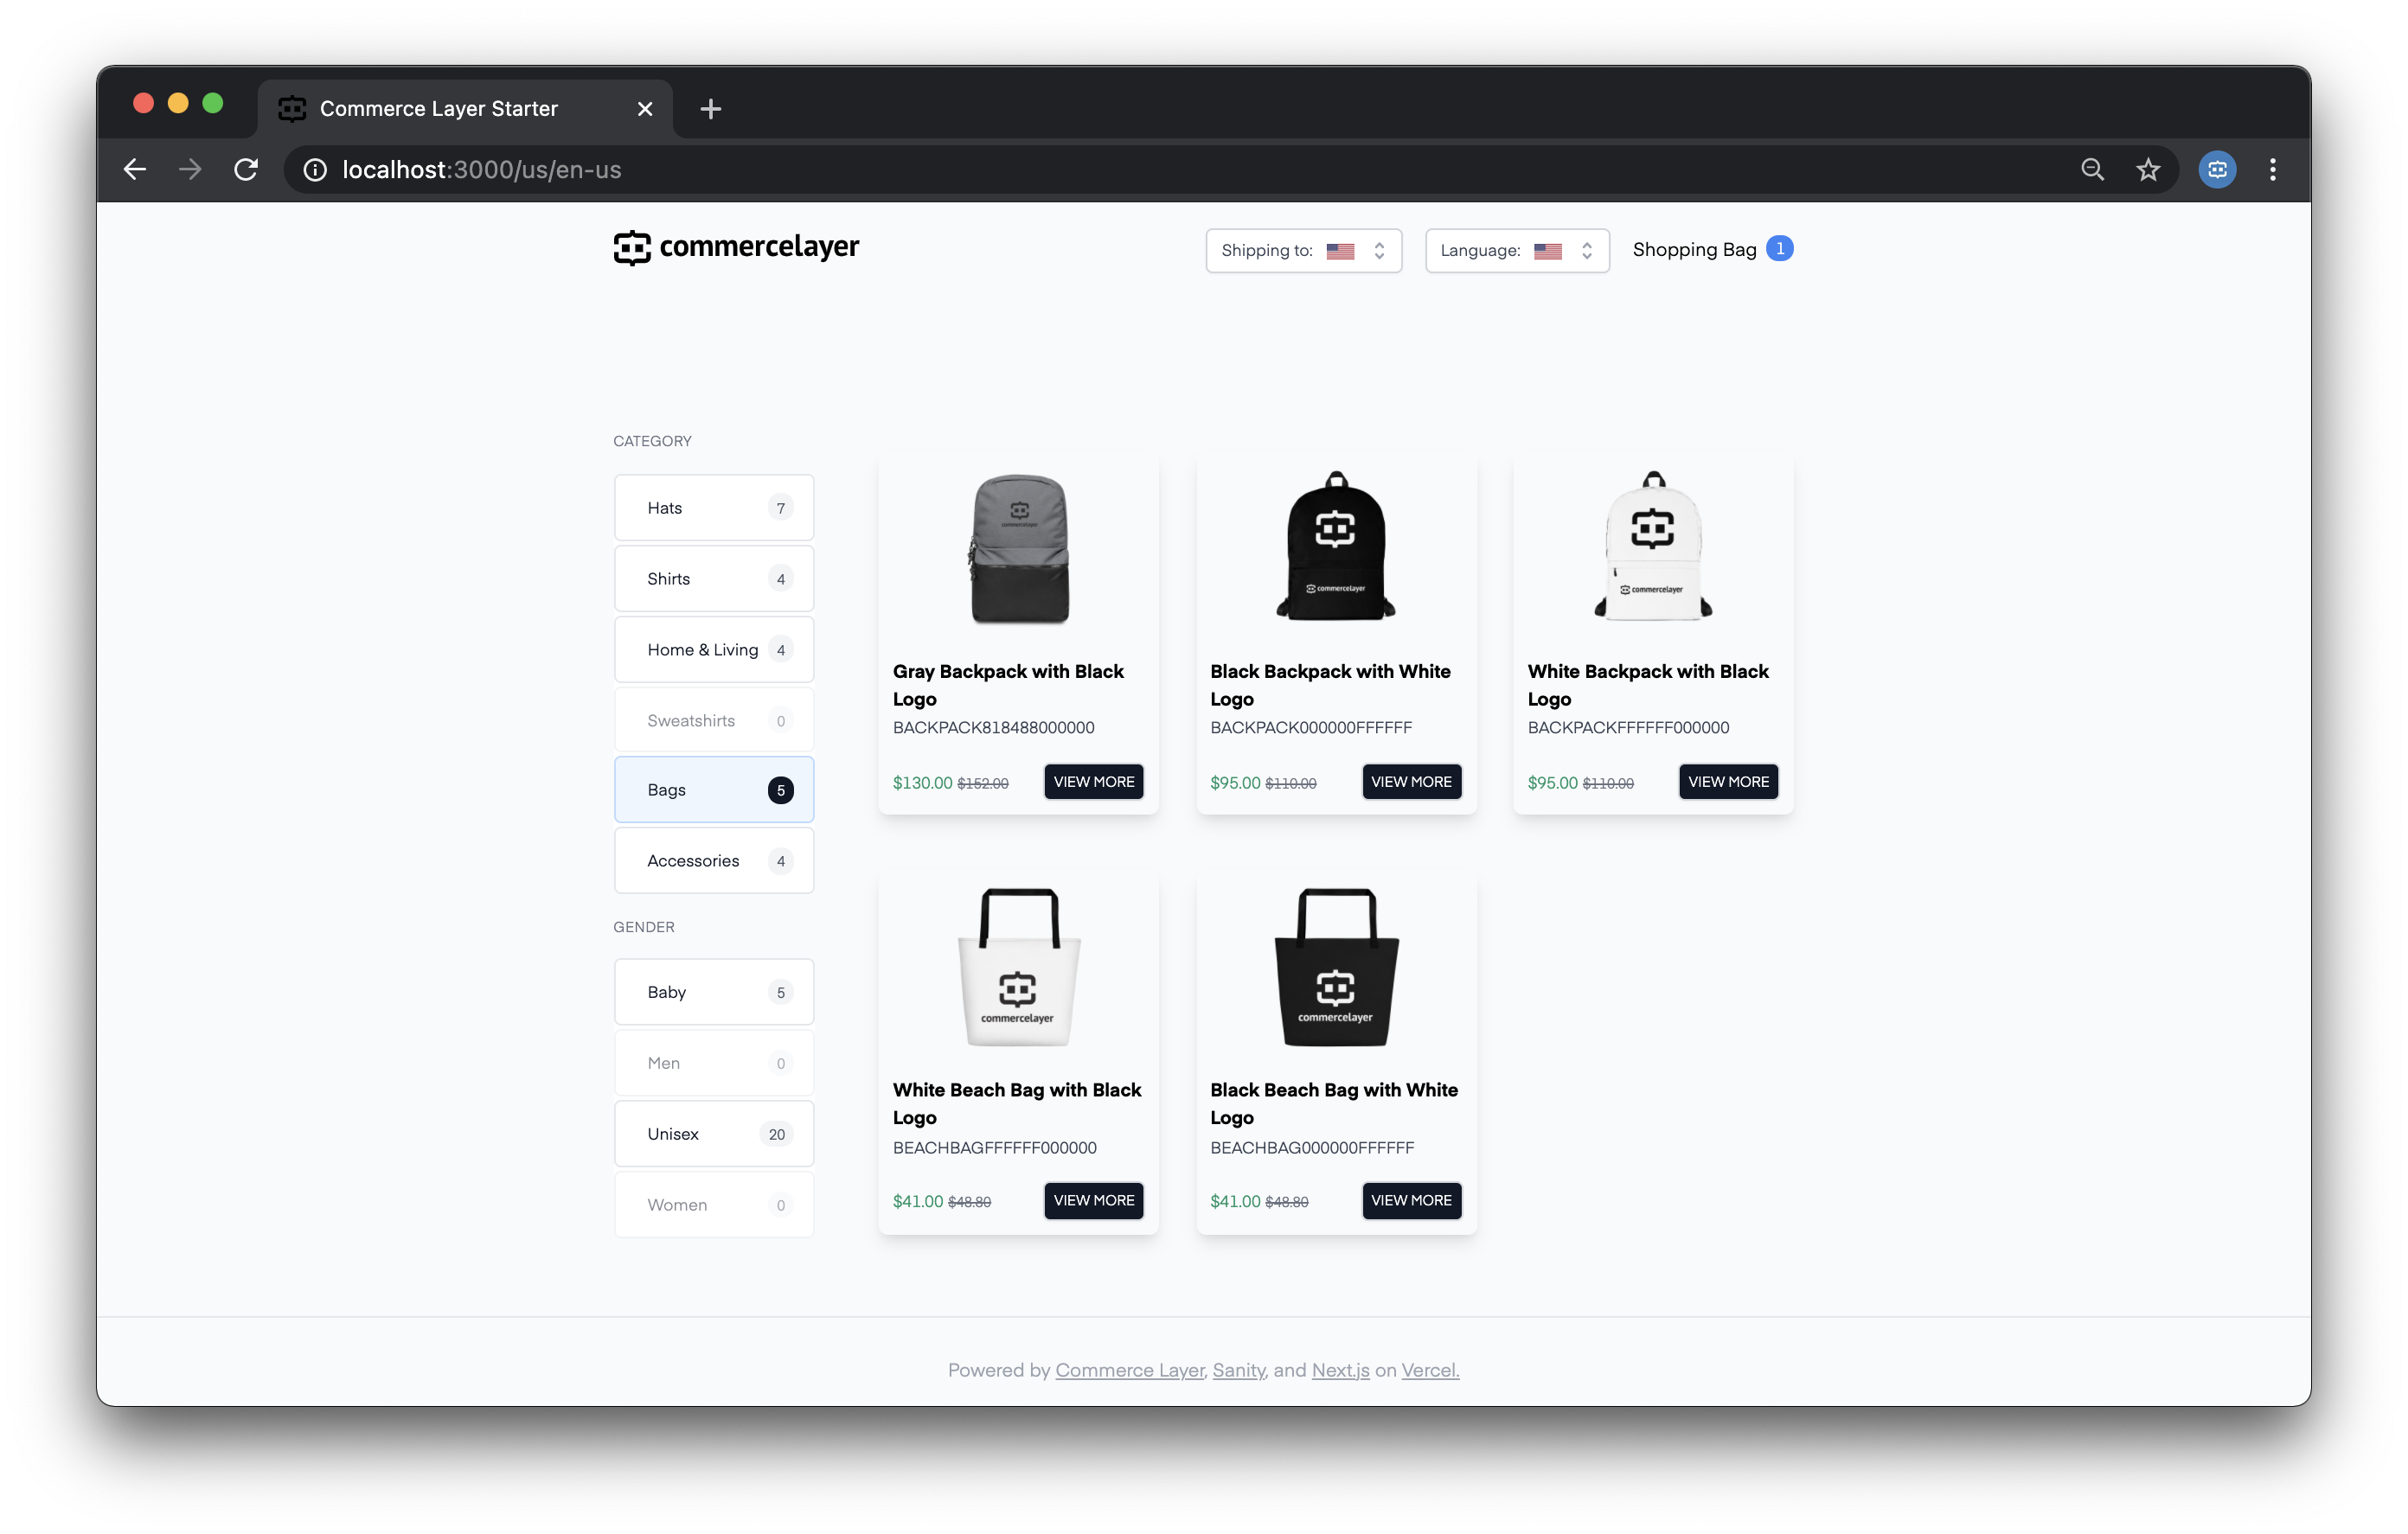 Commerce Layer Starter
localhost:3000/us/en-us
commercelayer
Shipping to:
Language:
Shopping Bag 1
CATEGORY
Hats 7
Shirts 4
Home & Living 4
Sweatshirts 0
Bags 5
Accessories 4
GENDER
Baby 5
Men 0
Unisex 20
Women 0
commercelayer
Gray Backpack with Black
Logo
BACKPACK818488000000
$130.00 $152.00 VIEW MORE
commercelayer
Black Backpack with White
Logo
BACKPACK000000FFFFFF
$95.00 $110.00 VIEW MORE
commercelayer
White Backpack with Black
Logo
BACKPACKFFFFFF000000
$95.00 $110.00 VIEW MORE
commercelayer
White Beach Bag with Black
Logo
BEACHBAGFFFFFF000000
$41.00 $48.80 VIEW MORE
commercelayer
Black Beach Bag with White
Logo
BEACHBAG000000FFFFFF
$41.00 $48.80 VIEW MORE
Powered by Commerce Layer, Sanity, and Next.js on Vercel.